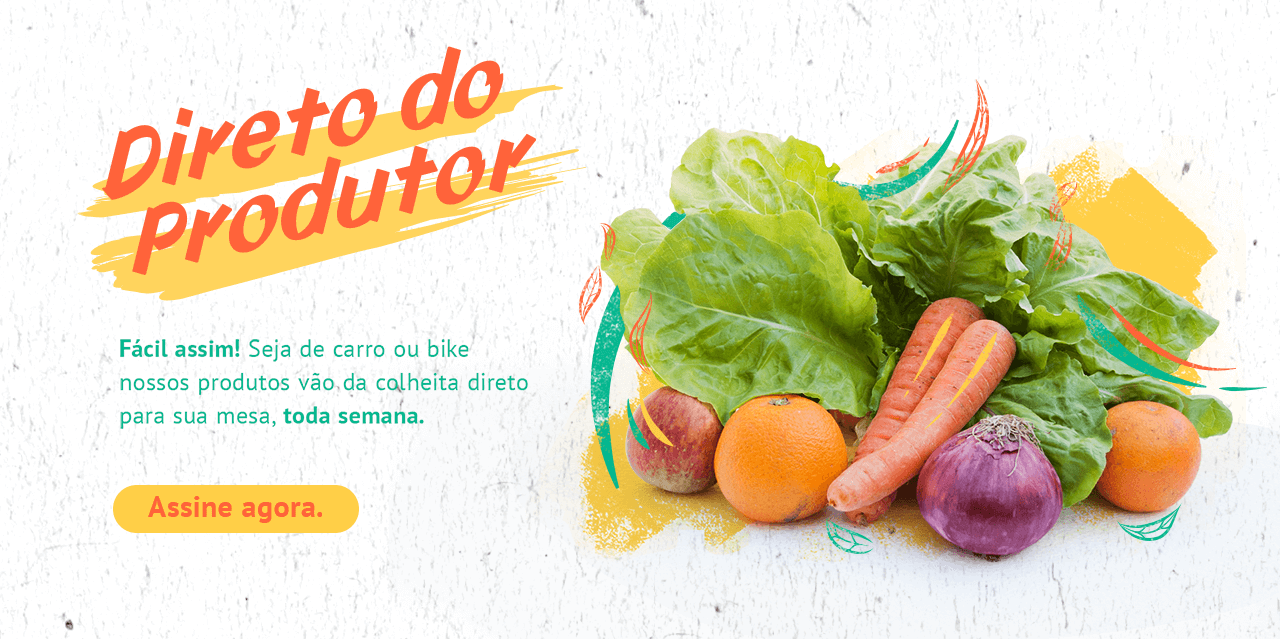 Direto do
Produtor
Fácil assim! Seja de carro ou bike
nossos produtos vão da colheita direto
para sua mesa, toda semana.
Assine agora.